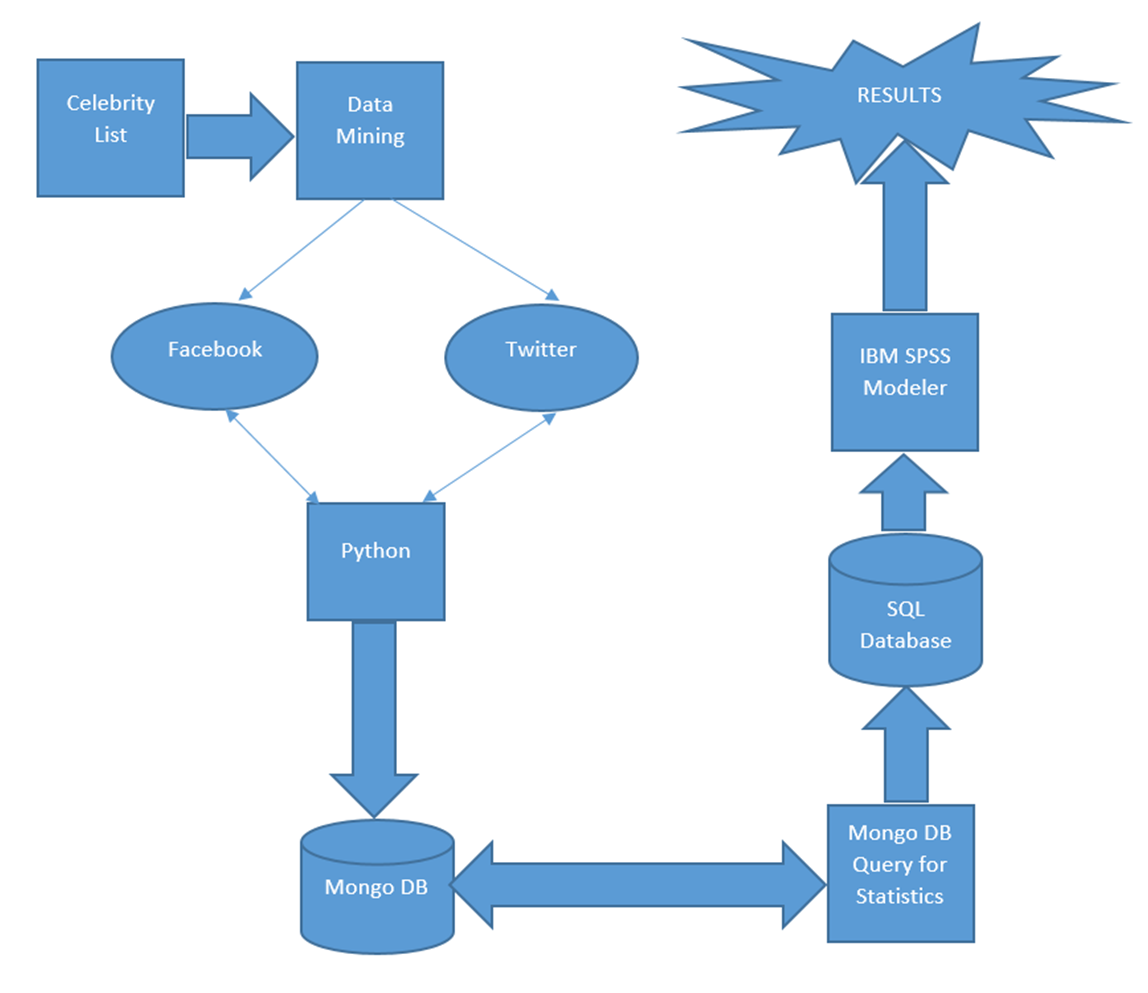 Celebrity
List
Data
Mining
RESULTS
Facebook
Twitter
IBM SPSS
Modeler
Python
SQL
Database
Mongo DB
Mongo DB
Query for
Statistics